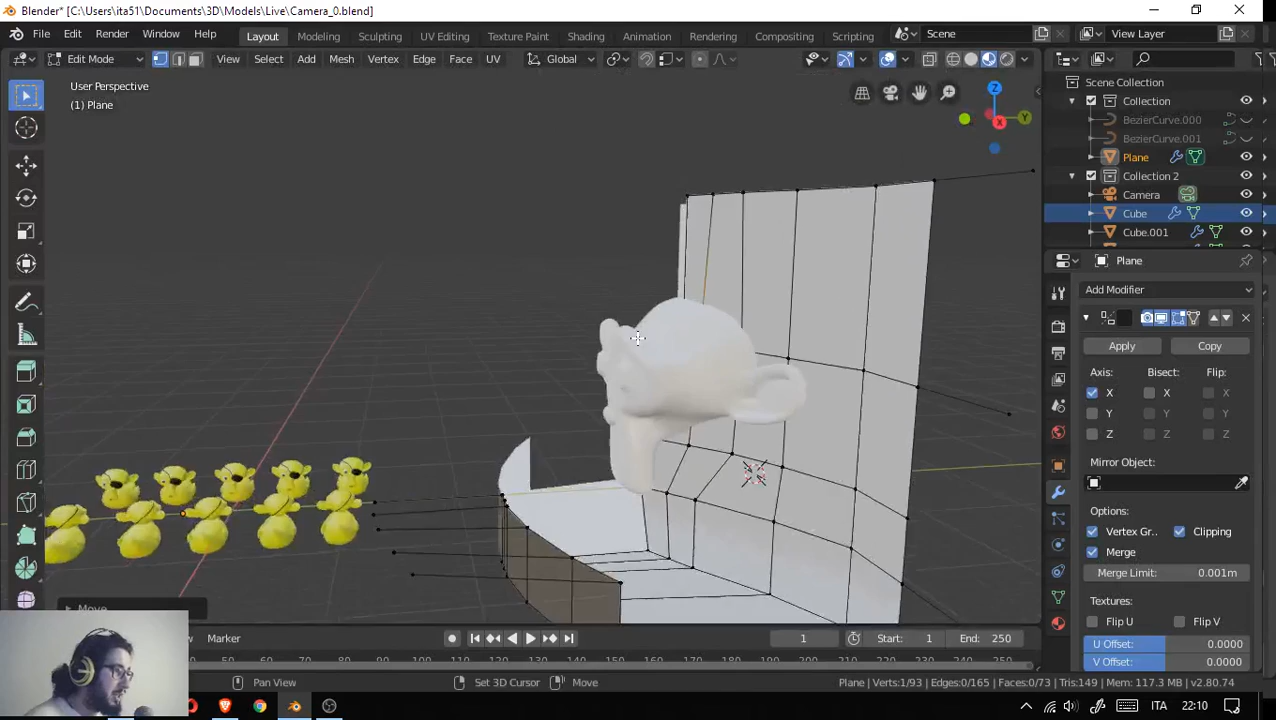 Blender* [C:\Users\ita51\Documents\3D\Models\Live\Camera_0.blend]
File Edit Render Window Help Layout Modeling Sculpting UV Editing Texture Paint Shading Animation Rendering Compositing Scripting Scene View Layer
Edit Mode View Select Add Mesh Vertex Edge Face UV Global
User Perspective
(1) Plane
Z
Y
X
Scene Collection
Collection
BezierCurve.000
BezierCurve.001
Plane
Collection 2
Camera
Cube
Cube.001
Plane
Add Modifier
Apply Copy
Axis: Bisect: Flip:
X X X
Y Y Y
Z Z Z
Mirror Object:
Options:
Vertex Gr.. Clipping
Merge
Merge Limit: 0.001m
Textures:
Flip U Flip V
U Offset: 0.0000
V Offset: 0.0000
Move
Marker 1 Start: 1 End: 250
50 60 70 80 90 100 110 120 130 140 150 160 170 180 190 200 210 220 230 240 250
Pan View Set 3D Cursor Move Plane | Verts:1/93 | Edges:0/165 | Faces:0/73 | Tris:149 | Mem: 117.3 MB | v2.80.74
ITA 22:10